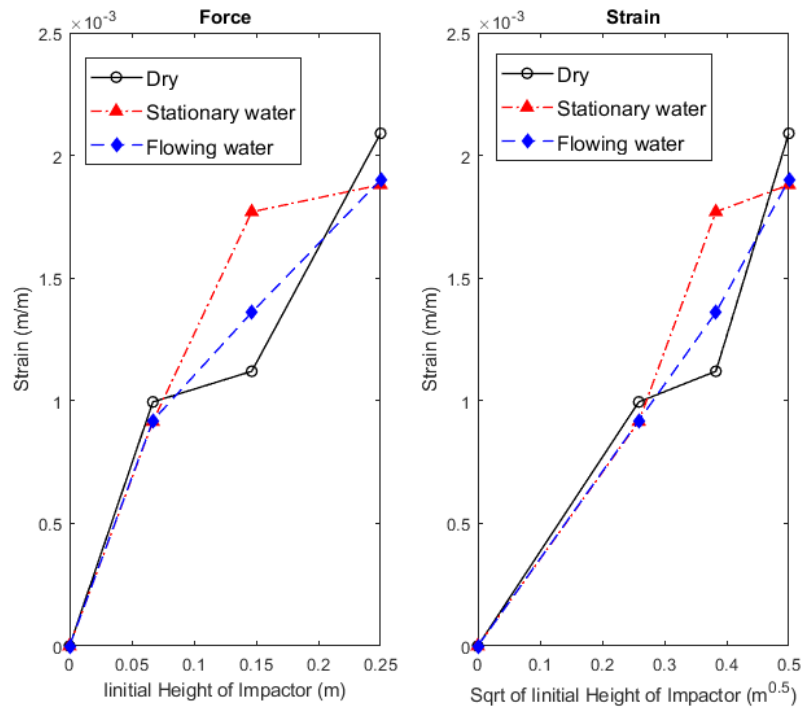 ×10⁻³
Force
2.5
2
1.5
1
0.5
0
Strain (m/m)
Dry
Stationary water
Flowing water
0 0.05 0.1 0.15 0.2 0.25
Iinitial Height of Impactor (m)
×10⁻³
Strain
2.5
2
1.5
1
0.5
0
Strain (m/m)
Dry
Stationary water
Flowing water
0 0.1 0.2 0.3 0.4 0.5
Sqrt of Iinitial Height of Impactor (m^0.5)